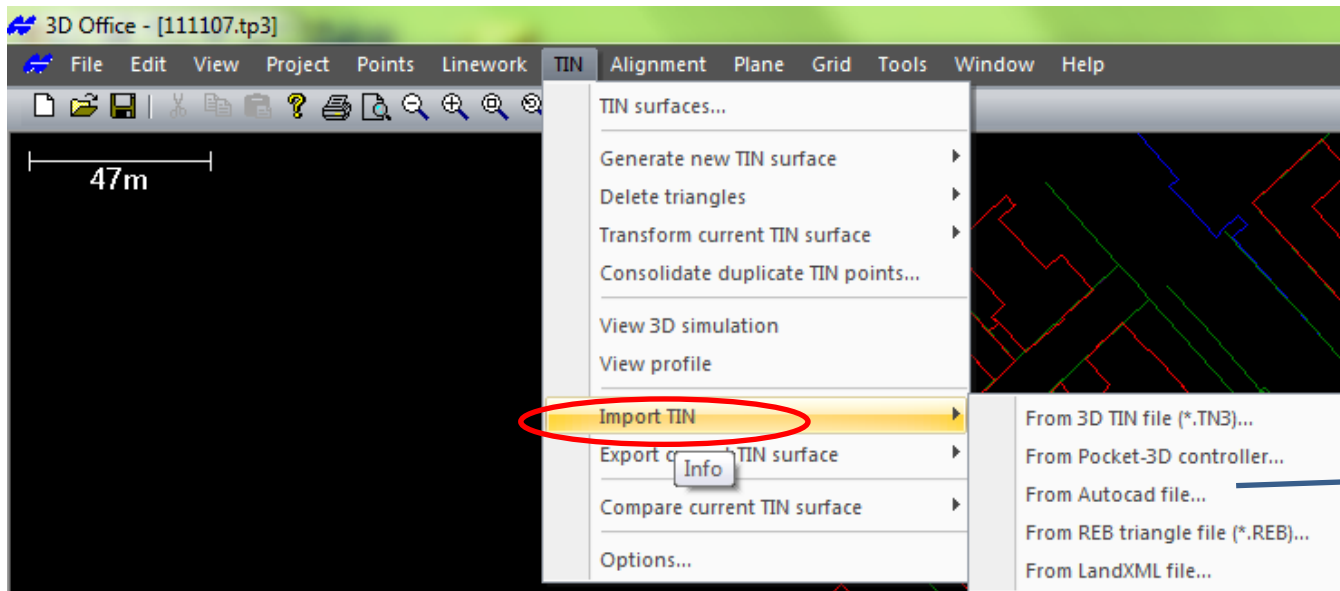 3D Office - [111107.tp3]
File Edit View Project Points Linework TIN Alignment Plane Grid Tools Window Help
47m
TIN surfaces...
Generate new TIN surface
Delete triangles
Transform current TIN surface
Consolidate duplicate TIN points...
View 3D simulation
View profile
Import TIN
Export current TIN surface
Info
Compare current TIN surface
Options...
From 3D TIN file (*.TN3)...
From Pocket-3D controller...
From Autocad file...
From REB triangle file (*.REB)...
From LandXML file...